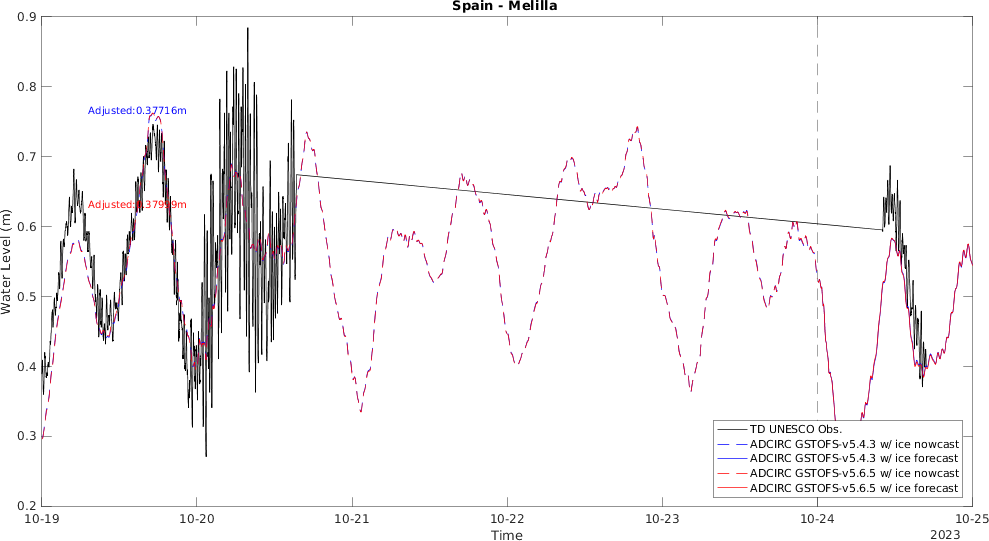 Spain - Melilla
0.9
0.8
Adjusted:0.37716m
0.7
Adjusted:0.37999m
0.6
Water Level (m)
0.5
0.4
0.3
0.2
TD UNESCO Obs.
ADCIRC GSTOFS-v5.4.3 w/ ice nowcast
ADCIRC GSTOFS-v5.4.3 w/ ice forecast
ADCIRC GSTOFS-v5.6.5 w/ ice nowcast
ADCIRC GSTOFS-v5.6.5 w/ ice forecast
10-19 10-20 10-21 10-22 10-23 10-24 10-25
Time
2023